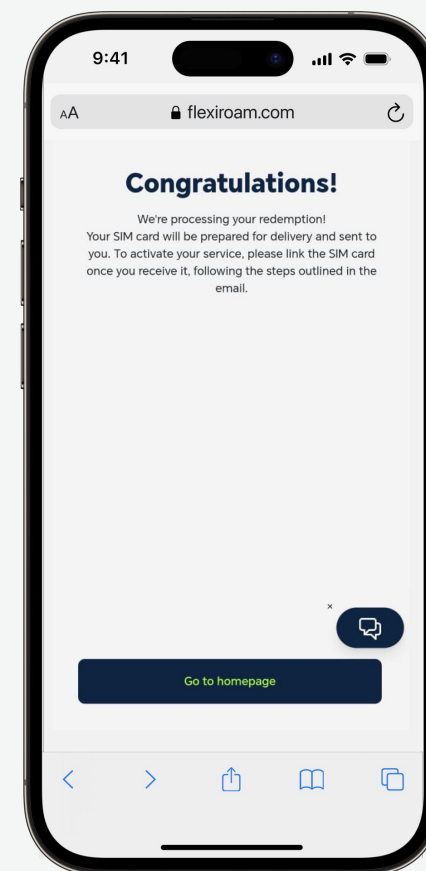 9:41
AA flexiroam.com
Congratulations!
We're processing your redemption!
Your SIM card will be prepared for delivery and sent to
you. To activate your service, please link the SIM card
once you receive it, following the steps outlined in the
email.
×
Go to homepage